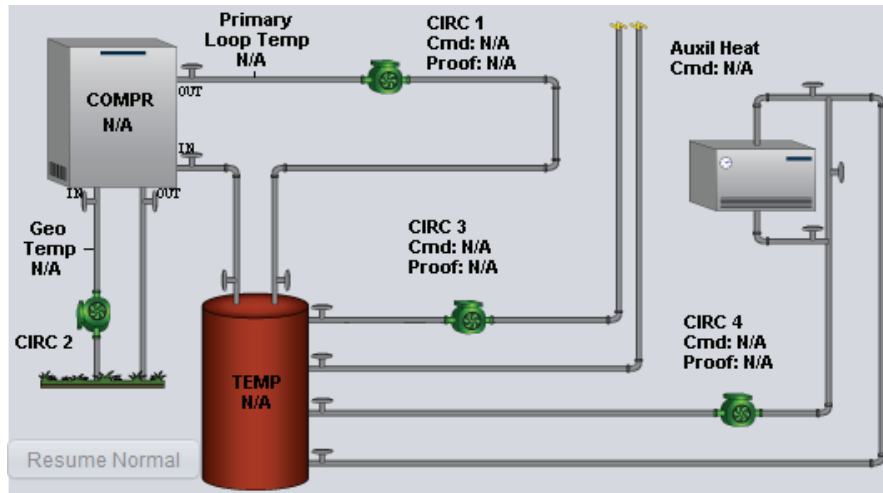 Primary
Loop Temp
N/A
CIRC 1
Cmd: N/A
Proof: N/A
Auxil Heat
Cmd: N/A
COMPR
N/A
OUT
IN
IN
OUT
Geo
Temp
N/A
CIRC 2
CIRC 3
Cmd: N/A
Proof: N/A
CIRC 4
Cmd: N/A
Proof: N/A
TEMP
N/A
Resume Normal